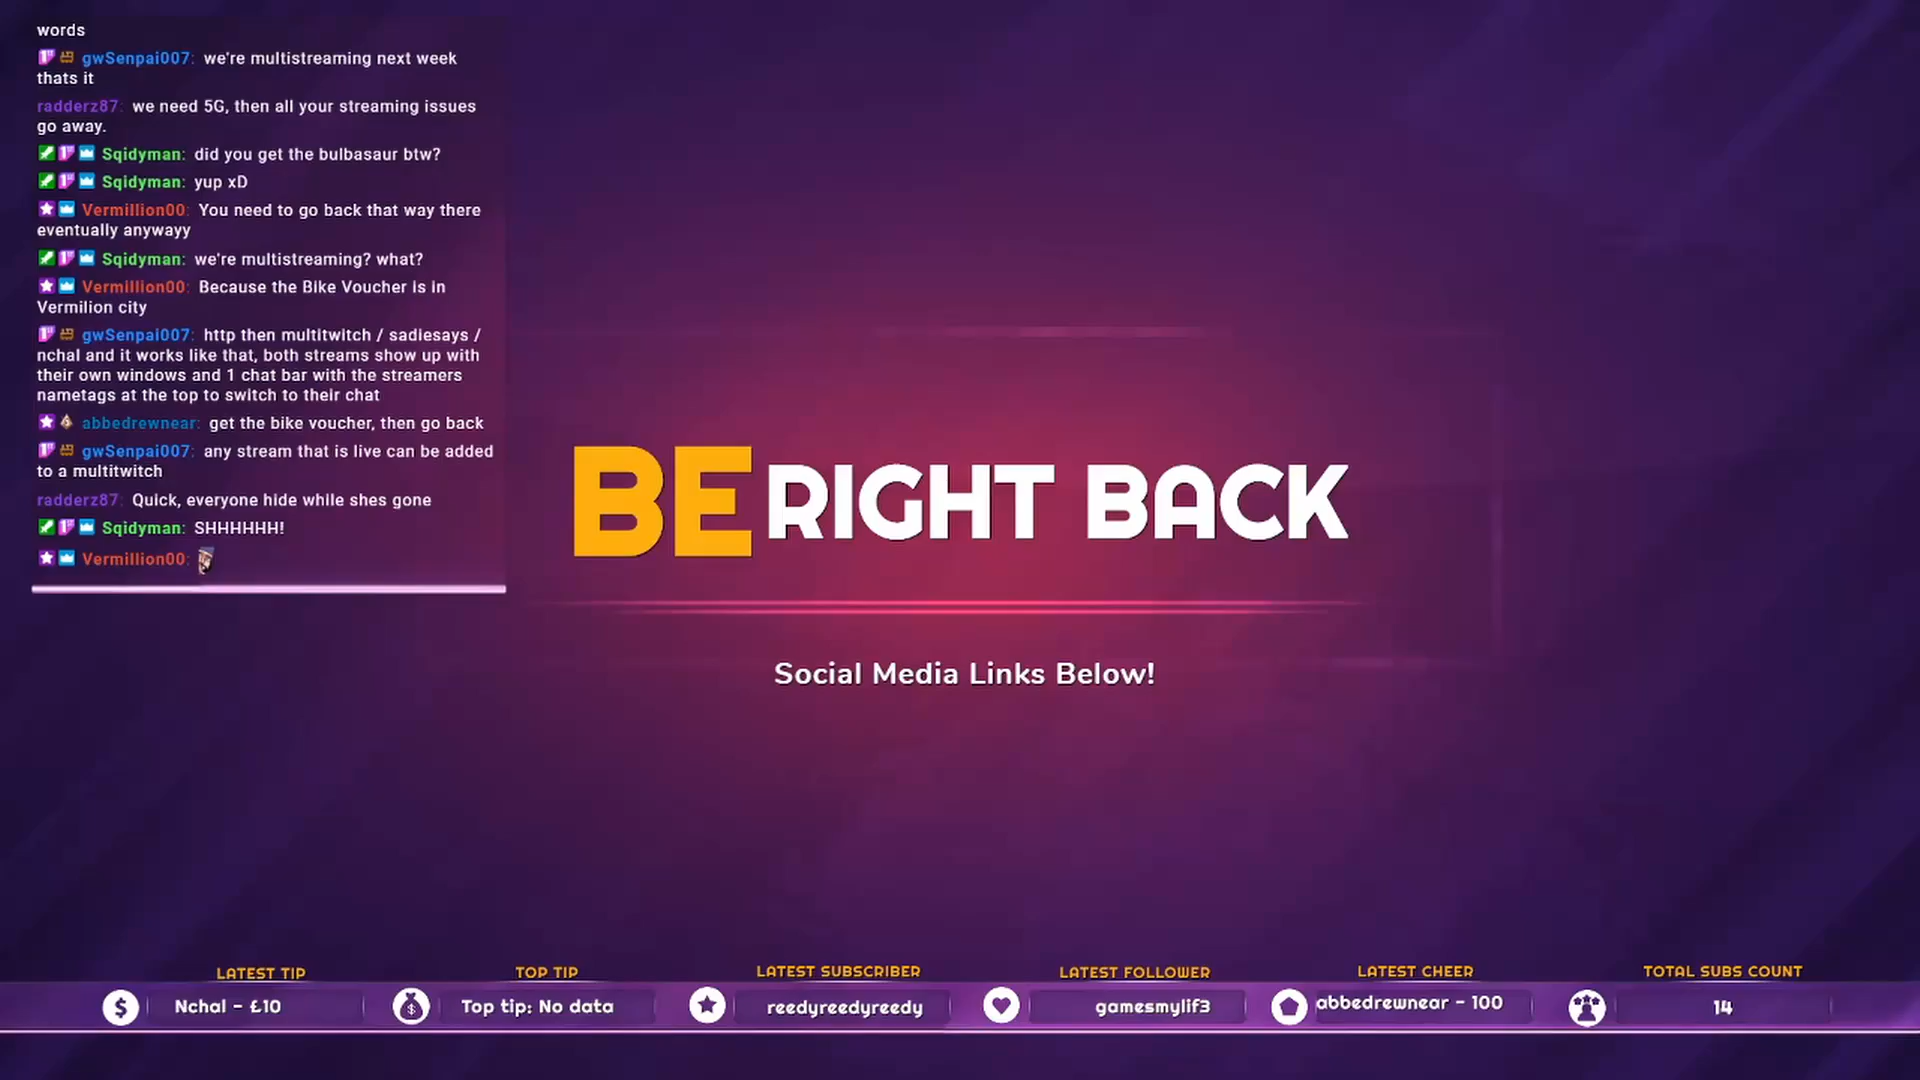 words
gwSenpai007: we're multistreaming next week
thats it
radderz87: we need 5G, then all your streaming issues
go away.
Sqidyman: did you get the bulbasaur btw?
Sqidyman: yup xD
Vermillion00: You need to go back that way there
eventually anywayy
Sqidyman: we're multistreaming? what?
Vermillion00: Because the Bike Voucher is in
Vermilion city
gwSenpai007: http then multitwitch / sadiesays /
nchal and it works like that, both streams show up with
their own windows and 1 chat bar with the streamers
nametags at the top to switch to their chat
abbedrewnear: get the bike voucher, then go back
gwSenpai007: any stream that is live can be added
to a multitwitch
radderz87: Quick, everyone hide while shes gone
Sqidyman: SHHHHHH!
Vermillion00:
BE RIGHT BACK
Social Media Links Below!
LATEST TIP
Nchal - £10
TOP TIP
Top tip: No data
LATEST SUBSCRIBER
reedyreedyreedy
LATEST FOLLOWER
gamesmylif3
LATEST CHEER
abbedrewnear - 100
TOTAL SUBS COUNT
14